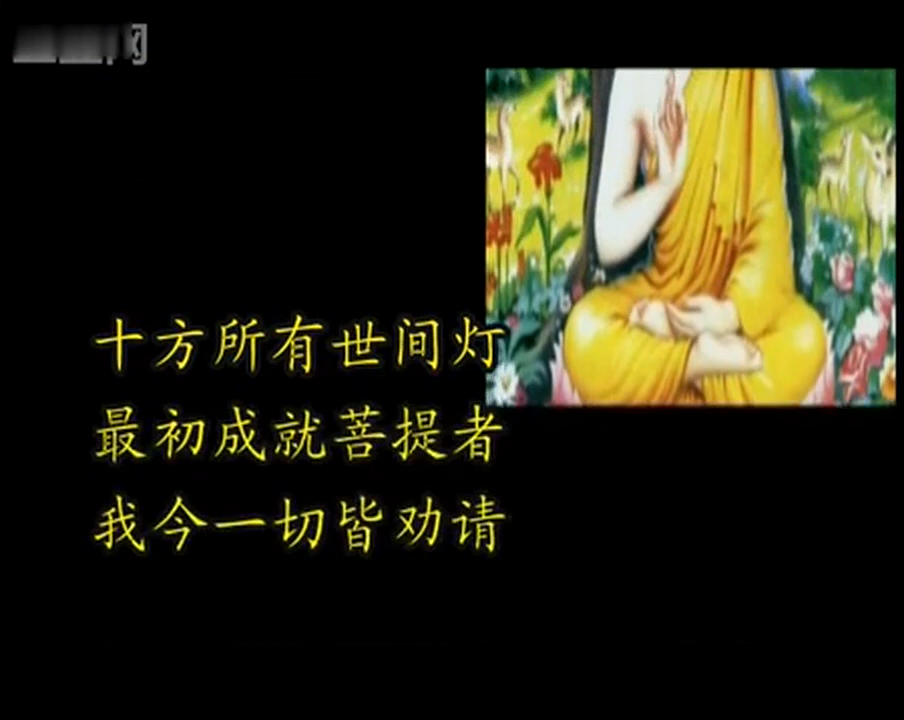 十方所有世间灯
最初成就菩提者
我今一切皆劝请